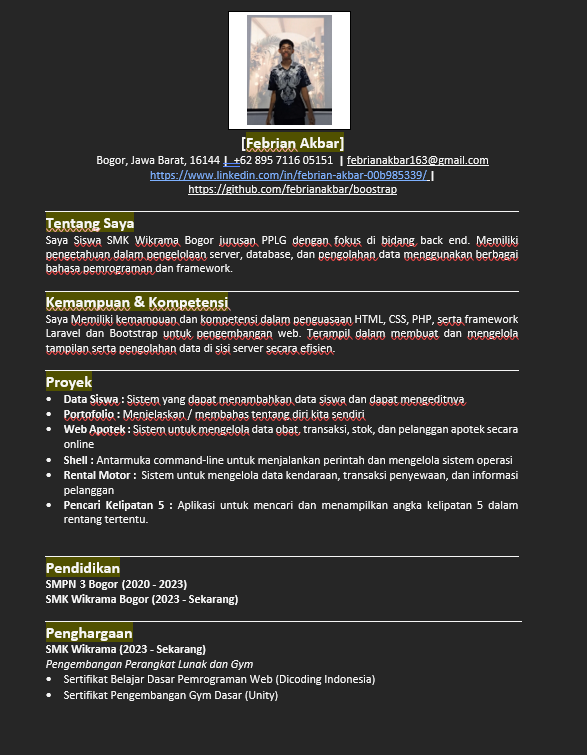 [Febrian Akbar]
Bogor, Jawa Barat, 16144 | +62 895 7116 05151 | febrianakbar163@gmail.com
https://www.linkedin.com/in/febrian-akbar-00b985339/ |
https://github.com/febrianakbar/boostrap
Tentang Saya
Saya Siswa SMK Wikrama Bogor jurusan PPLG dengan fokus di bidang back end. Memiliki
pengetahuan dalam pengelolaan server, database, dan pengolahan data menggunakan berbagai
bahasa pemrograman dan framework.
Kemampuan & Kompetensi
Saya Memiliki kemampuan dan kompetensi dalam penguasaan HTML, CSS, PHP, serta framework
Laravel dan Bootstrap untuk pengembangan web. Terampil dalam membuat dan mengelola
tampilan serta pengolahan data di sisi server secara efisien.
Proyek
• Data Siswa : Sistem yang dapat menambahkan data siswa dan dapat mengeditnya
• Portofolio : Menjelaskan / membahas tentang diri kita sendiri
• Web Apotek : Sistem untuk mengelola data obat, transaksi, stok, dan pelanggan apotek secara
online
• Shell : Antarmuka command-line untuk menjalankan perintah dan mengelola sistem operasi
• Rental Motor : Sistem untuk mengelola data kendaraan, transaksi penyewaan, dan informasi
pelanggan
• Pencari Kelipatan 5 : Aplikasi untuk mencari dan menampilkan angka kelipatan 5 dalam
rentang tertentu.
Pendidikan
SMPN 3 Bogor (2020 - 2023)
SMK Wikrama Bogor (2023 - Sekarang)
Penghargaan
SMK Wikrama (2023 - Sekarang)
Pengembangan Perangkat Lunak dan Gym
• Sertifikat Belajar Dasar Pemrograman Web (Dicoding Indonesia)
• Sertifikat Pengembangan Gym Dasar (Unity)